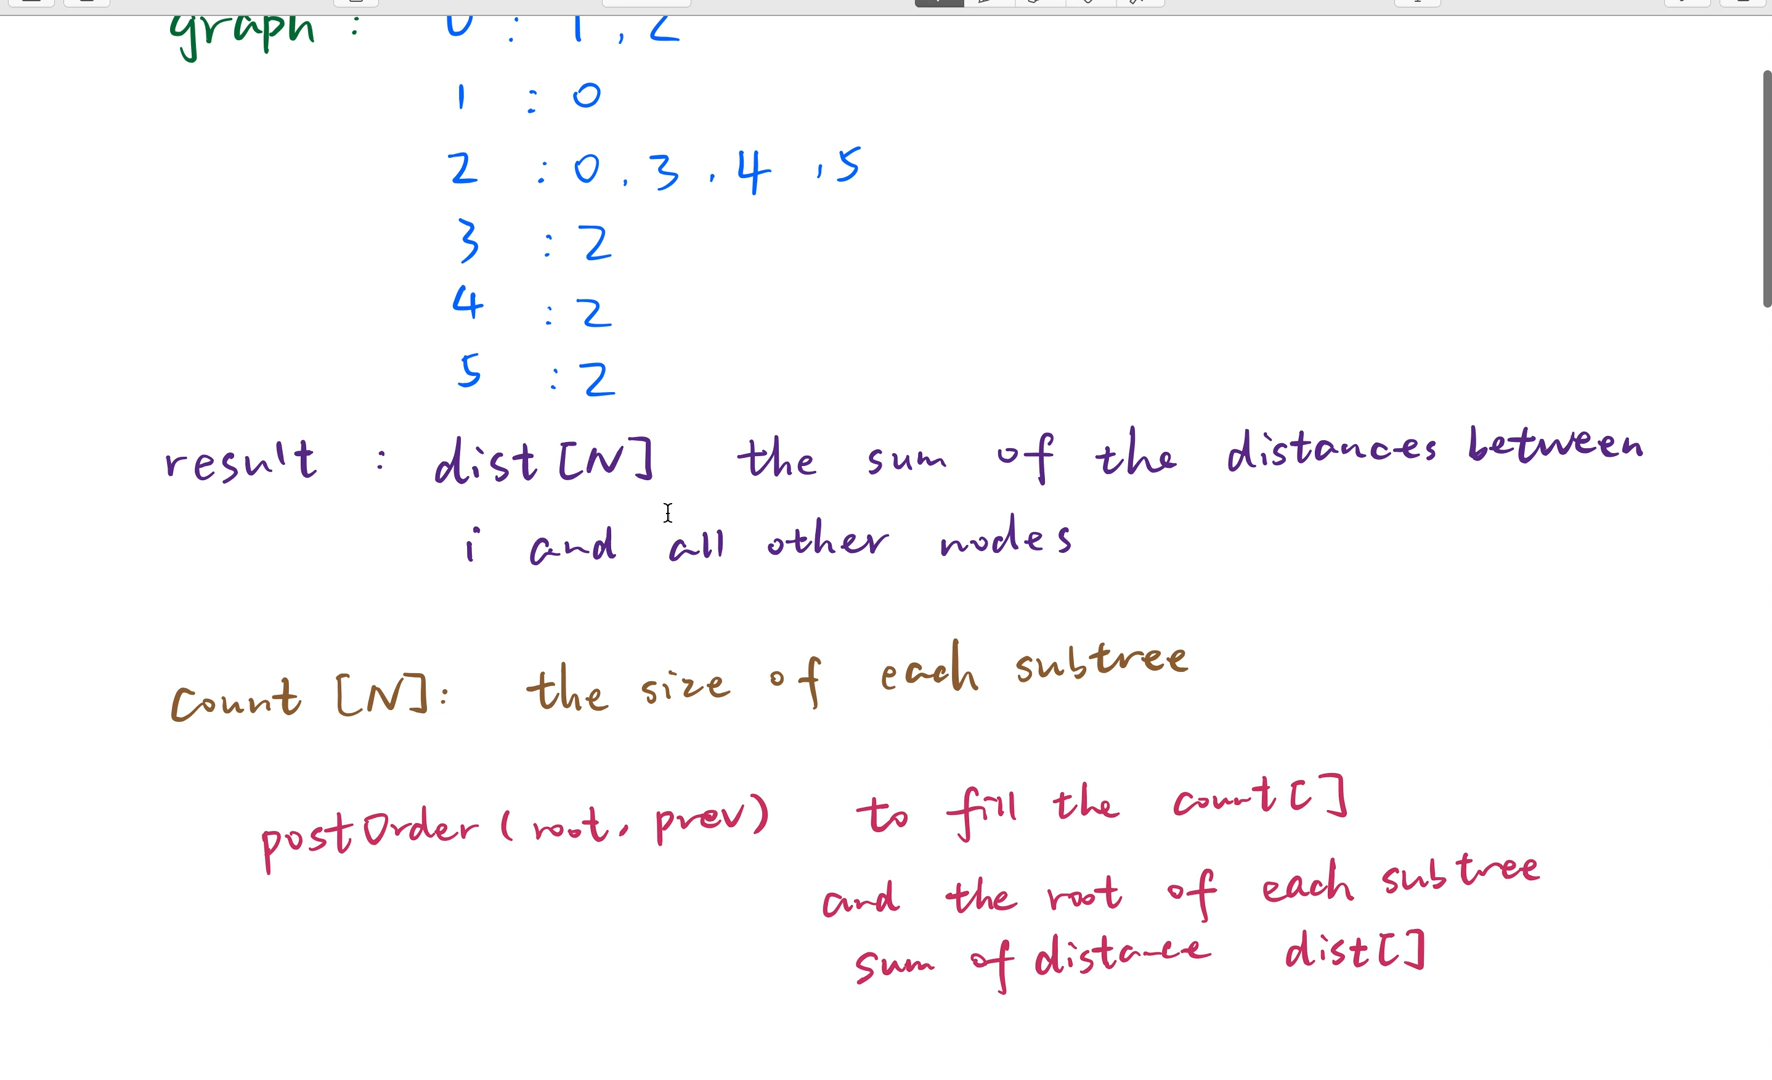 graph : 0 : 1, 2
1 : 0
2 : 0, 3, 4, 5
3 : 2
4 : 2
5 : 2
result : dist [N] the sum of the distances between
i and all other nodes
count [N]: the size of each subtree
postOrder (root, prev) to fill the count[]
and the root of each subtree
sum of distance dist[]